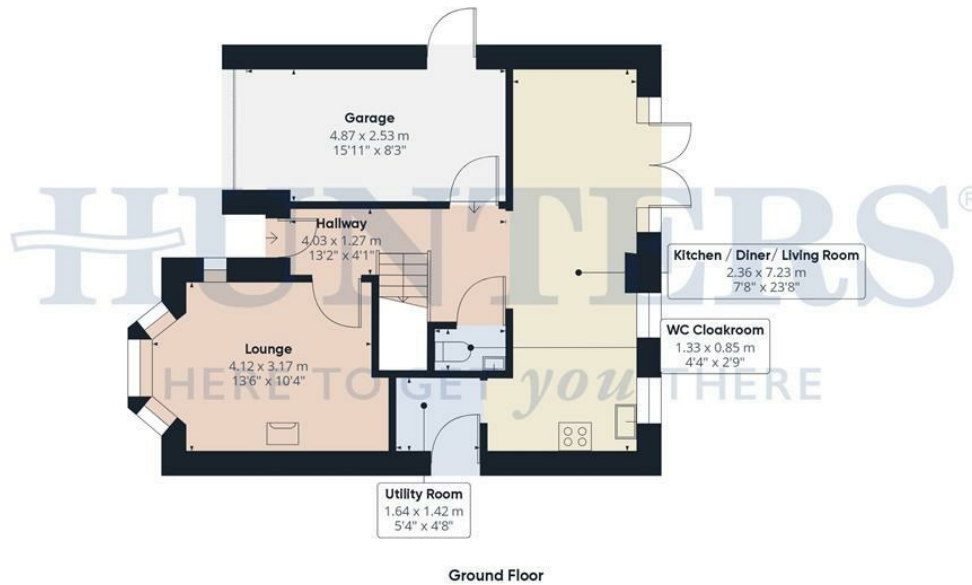 Garage
4.87 x 2.53 m
15'11" x 8'3"
HUNTERS®
Hallway
4.03 x 1.27 m
13'2" x 4'1"
Kitchen / Diner/ Living Room
2.36 x 7.23 m
7'8" x 23'8"
WC Cloakroom
1.33 x 0.85 m
4'4" x 2'9"
Lounge
4.12 x 3.17 m
13'6" x 10'4"
HERE TO GET you THERE
Utility Room
1.64 x 1.42 m
5'4" x 4'8"
Ground Floor